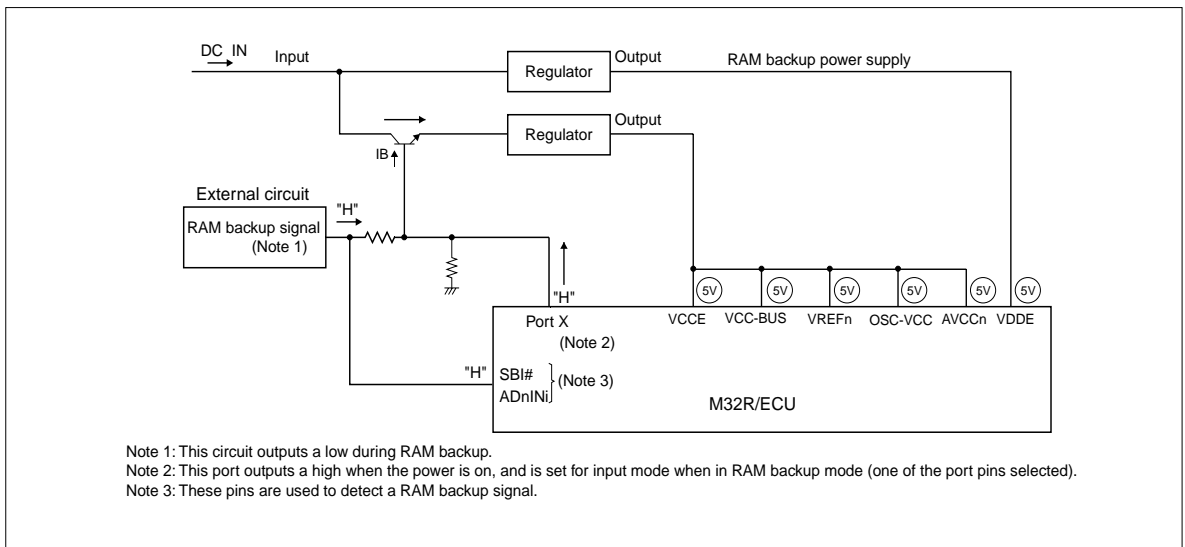 DC IN
Input
Regulator
Output
RAM backup power supply
Regulator
Output
IB
External circuit
"H"
RAM backup signal
(Note 1)
"H"
5V 5V 5V 5V 5V 5V
Port X
VCCE VCC-BUS VREFn OSC-VCC AVCCn VDDE
(Note 2)
"H"
SBI#
ADnINi
(Note 3)
M32R/ECU
Note 1: This circuit outputs a low during RAM backup.
Note 2: This port outputs a high when the power is on, and is set for input mode when in RAM backup mode (one of the port pins selected).
Note 3: These pins are used to detect a RAM backup signal.